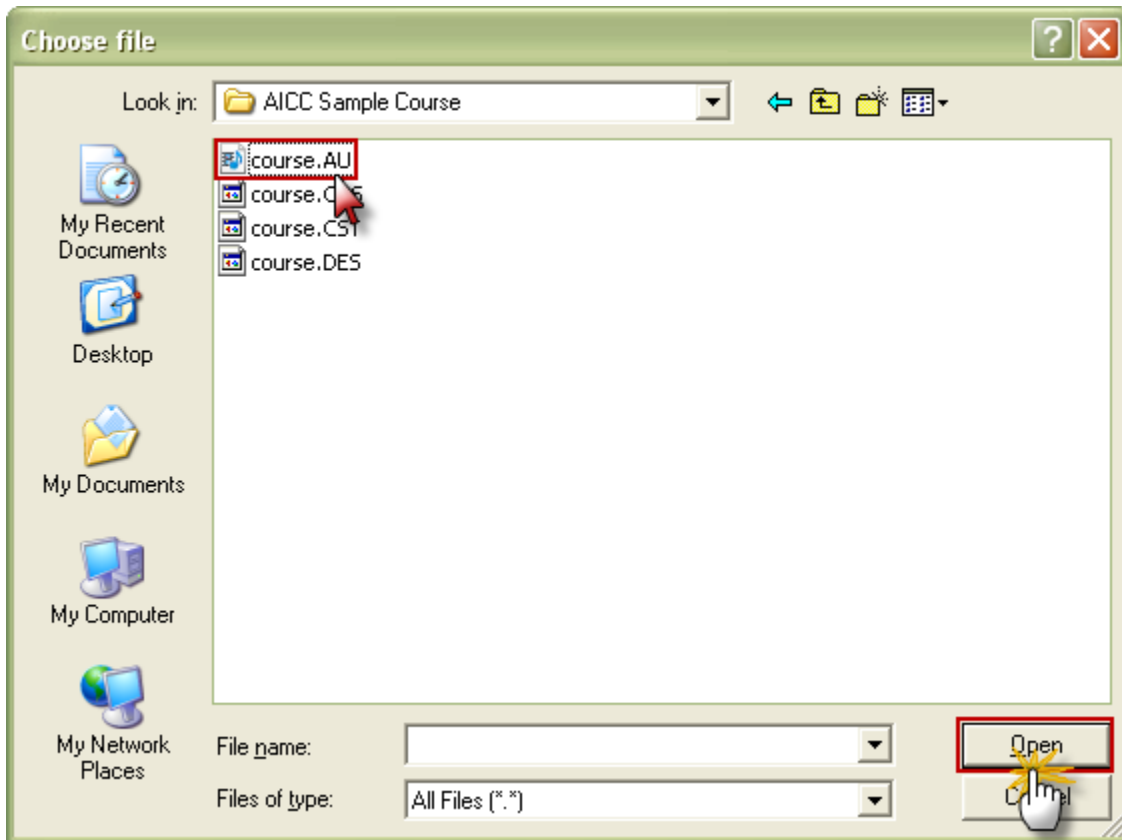 Choose file
Look in:
AICC Sample Course
course.AU
course.CST
course.DES
My Recent
Documents
Desktop
My Documents
My Computer
My Network
Places
File name:
Open
Files of type:
All Files (*.*)